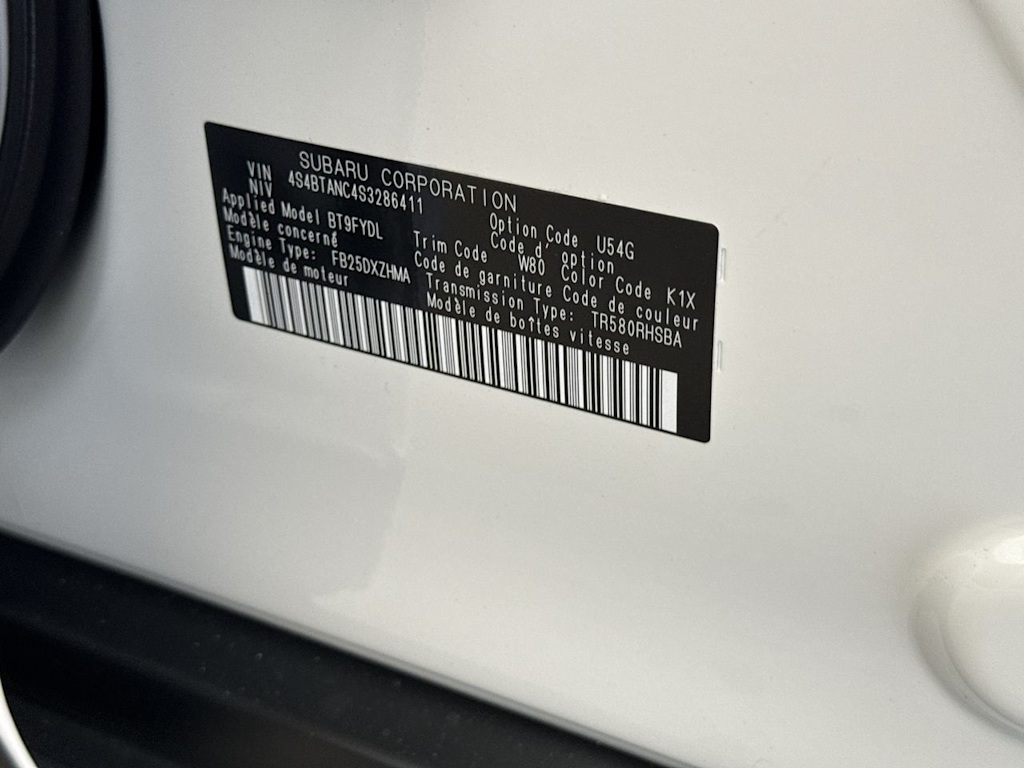 SUBARU CORPORATION
VIN
NIV 4S4BTANC4S3286411
Applied Model BT9FYDL Option Code U54G
Modèle concerné Code d' option
Trim Code W80 Color Code K1X
Engine Type: FB25DXZHMA Code de garniture Code de couleur
Modèle de moteur Transmission Type: TR580RHSBA
Modèle de boîtes vitesse